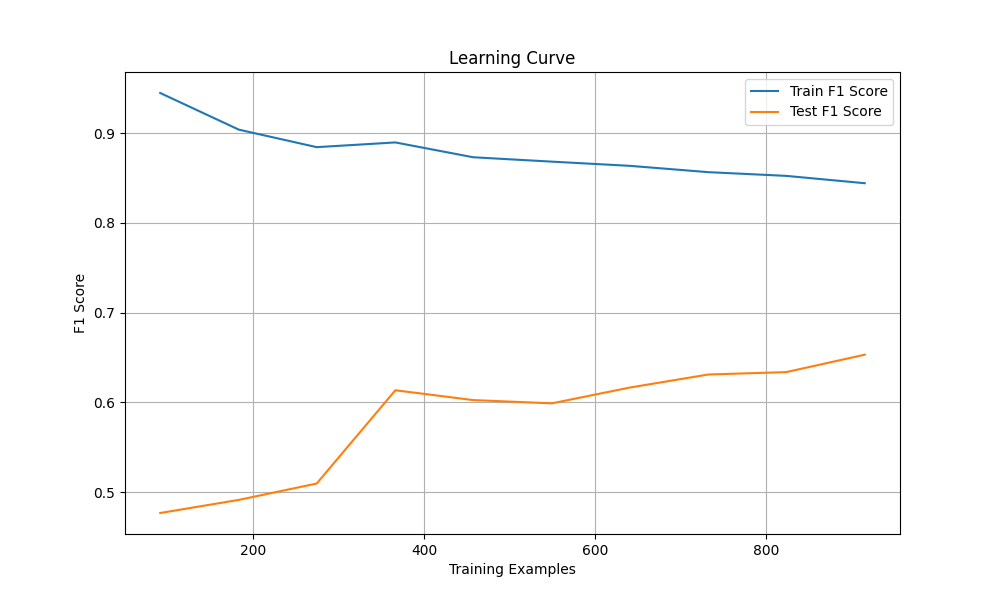 Learning Curve
Train F1 Score
Test F1 Score
F1 Score
0.9
0.8
0.7
0.6
0.5
200 400 600 800
Training Examples